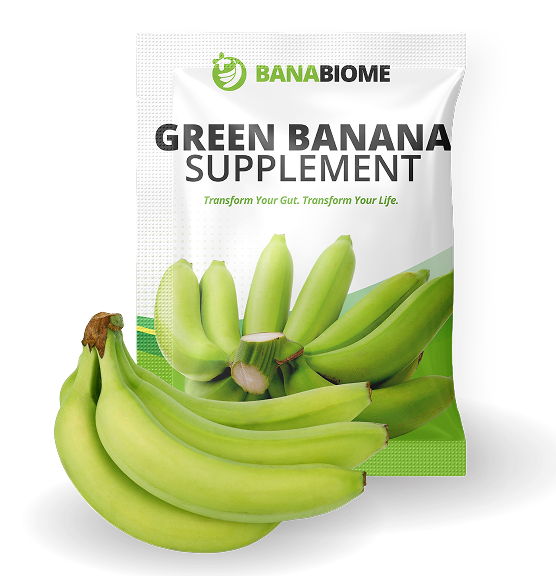 BANABIOME
GREEN BANANA
SUPPLEMENT
Transform Your Gut. Transform Your Life.